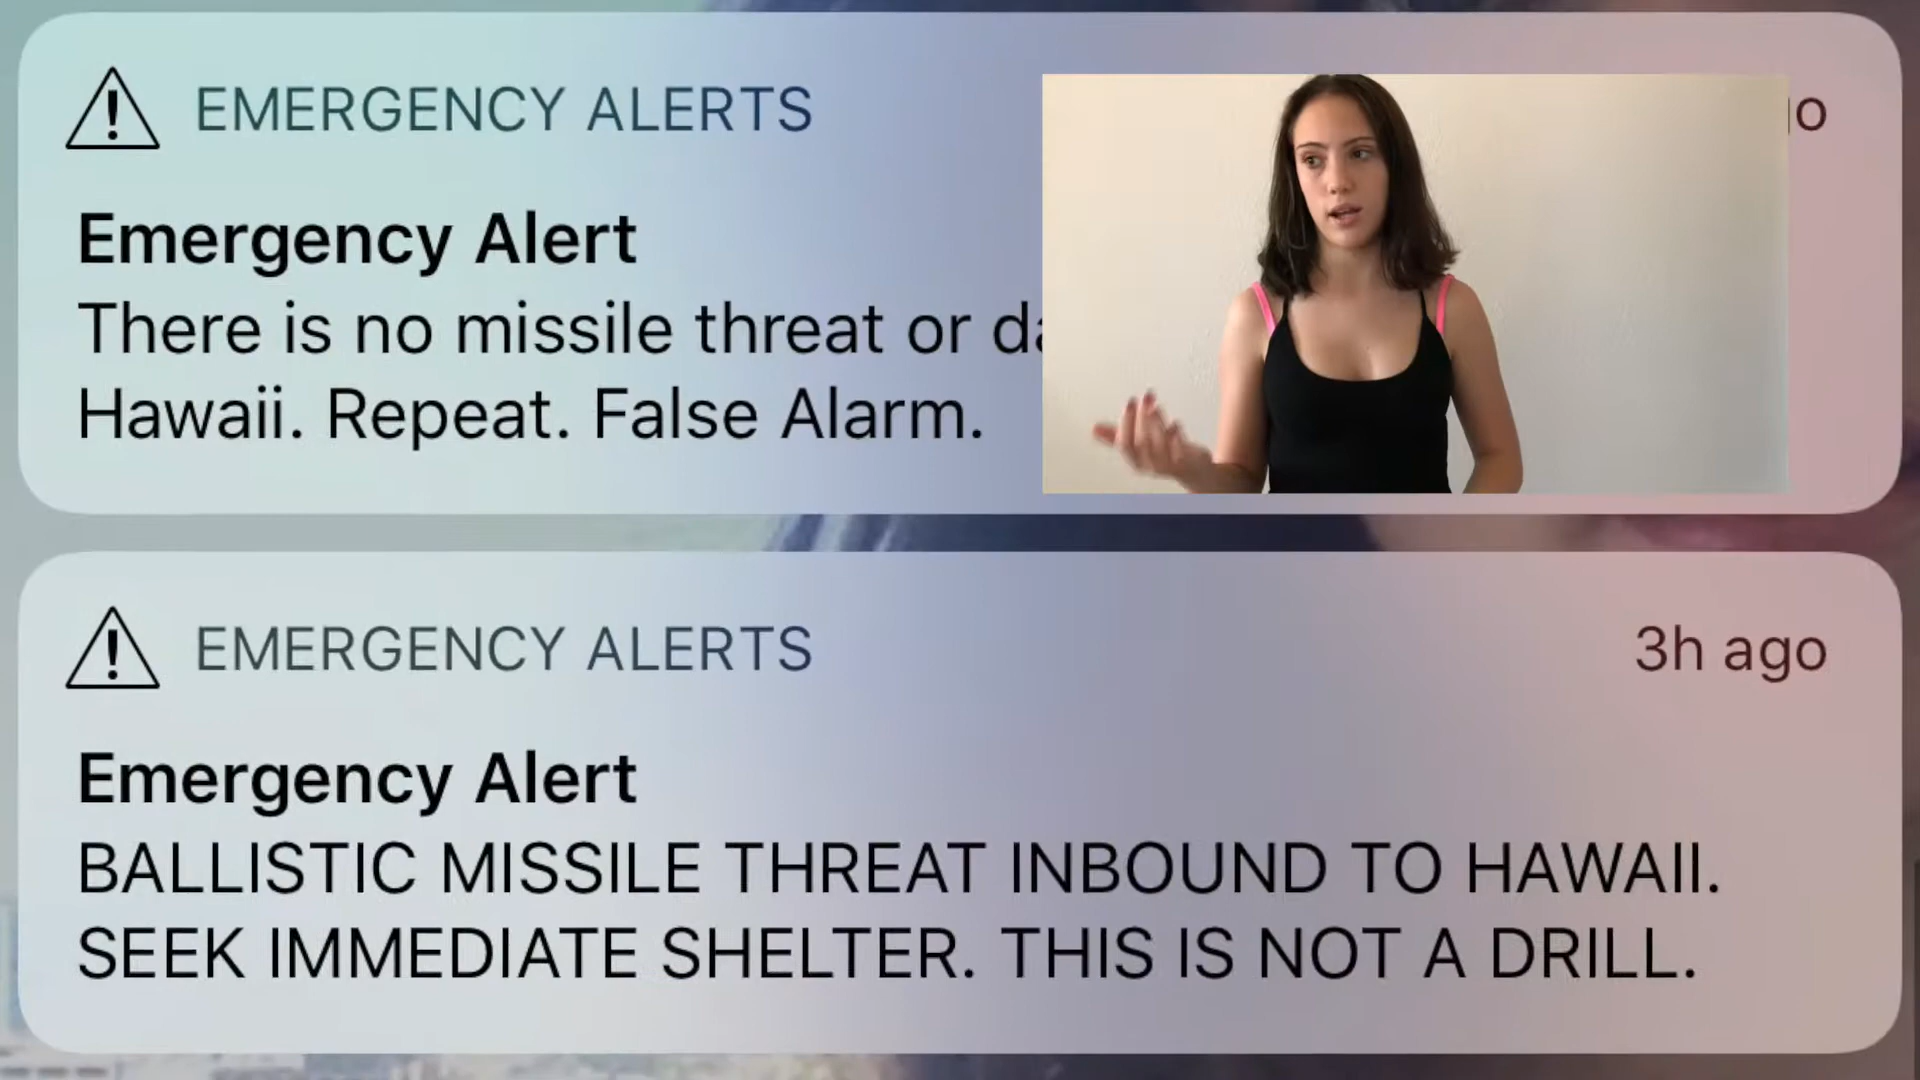 EMERGENCY ALERTS
Emergency Alert
There is no missile threat or
Hawaii. Repeat. False Alarm.
EMERGENCY ALERTS 3h ago
Emergency Alert
BALLISTIC MISSILE THREAT INBOUND TO HAWAII.
SEEK IMMEDIATE SHELTER. THIS IS NOT A DRILL.